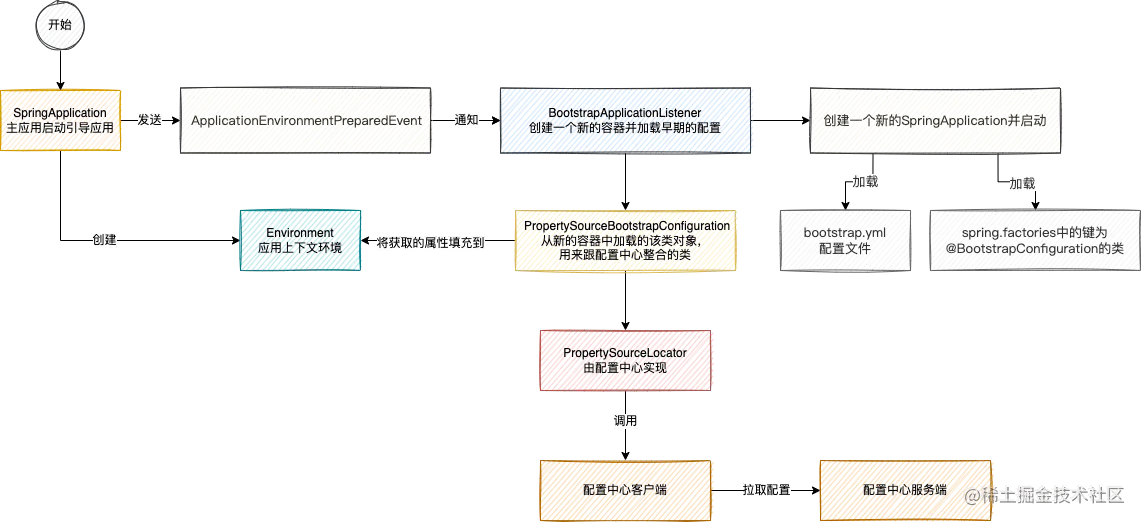 开始
SpringApplication
主应用启动引导应用
发送
ApplicationEnvironmentPreparedEvent
通知
BootstrapApplicationListener
创建一个新的容器并加载早期的配置
创建一个新的SpringApplication并启动
加载
加载
创建
Environment
应用上下文环境
将获取的属性填充到
PropertySourceBootstrapConfiguration
从新的容器中加载的该类对象，
用来跟配置中心整合的类
bootstrap.yml
配置文件
spring.factories中的键为
@BootstrapConfiguration的类
PropertySourceLocator
由配置中心实现
调用
配置中心客户端
拉取配置
配置中心服务端
@稀土掘金技术社区